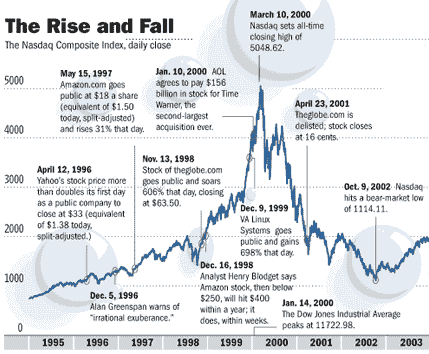 The Rise and Fall
The Nasdaq Composite Index, daily close
March 10, 2000
Nasdaq sets all-time
closing high of
5048.62.
May 15, 1997
Amazon.com goes
public at $18 a share
(equivalent of $1.50
today, split-adjusted)
and rises 31% that day.
Jan. 10, 2000 AOL
agrees to pay $156
billion in stock for Time
Warner, the
second-largest
acquisition ever.
April 23, 2001
Theglobe.com is
delisted; stock closes
at 16 cents.
April 12, 1996
Yahoo's stock price more
than doubles its first day
as a public company to
close at $33 (equivalent
of $1.38 today,
split-adjusted.)
Nov. 13, 1998
Stock of theglobe.com
goes public and soars
606% that day, closing
at $63.50.
Dec. 9, 1999
VA Linux
Systems goes
public and gains
698% that day.
Oct. 9, 2002 Nasdaq
hits a bear-market low
of 1114.11.
Dec. 5, 1996
Alan Greenspan warns of
"irrational exuberance."
Dec. 16, 1998
Analyst Henry Blodget says
Amazon stock, then below
$250, will hit $400
within a year; it
does, within weeks.
Jan. 14, 2000
The Dow Jones Industrial Average
peaks at 11722.98.
5000
4000
3000
2000
1000
0
1995 1996 1997 1998 1999 2000 2001 2002 2003